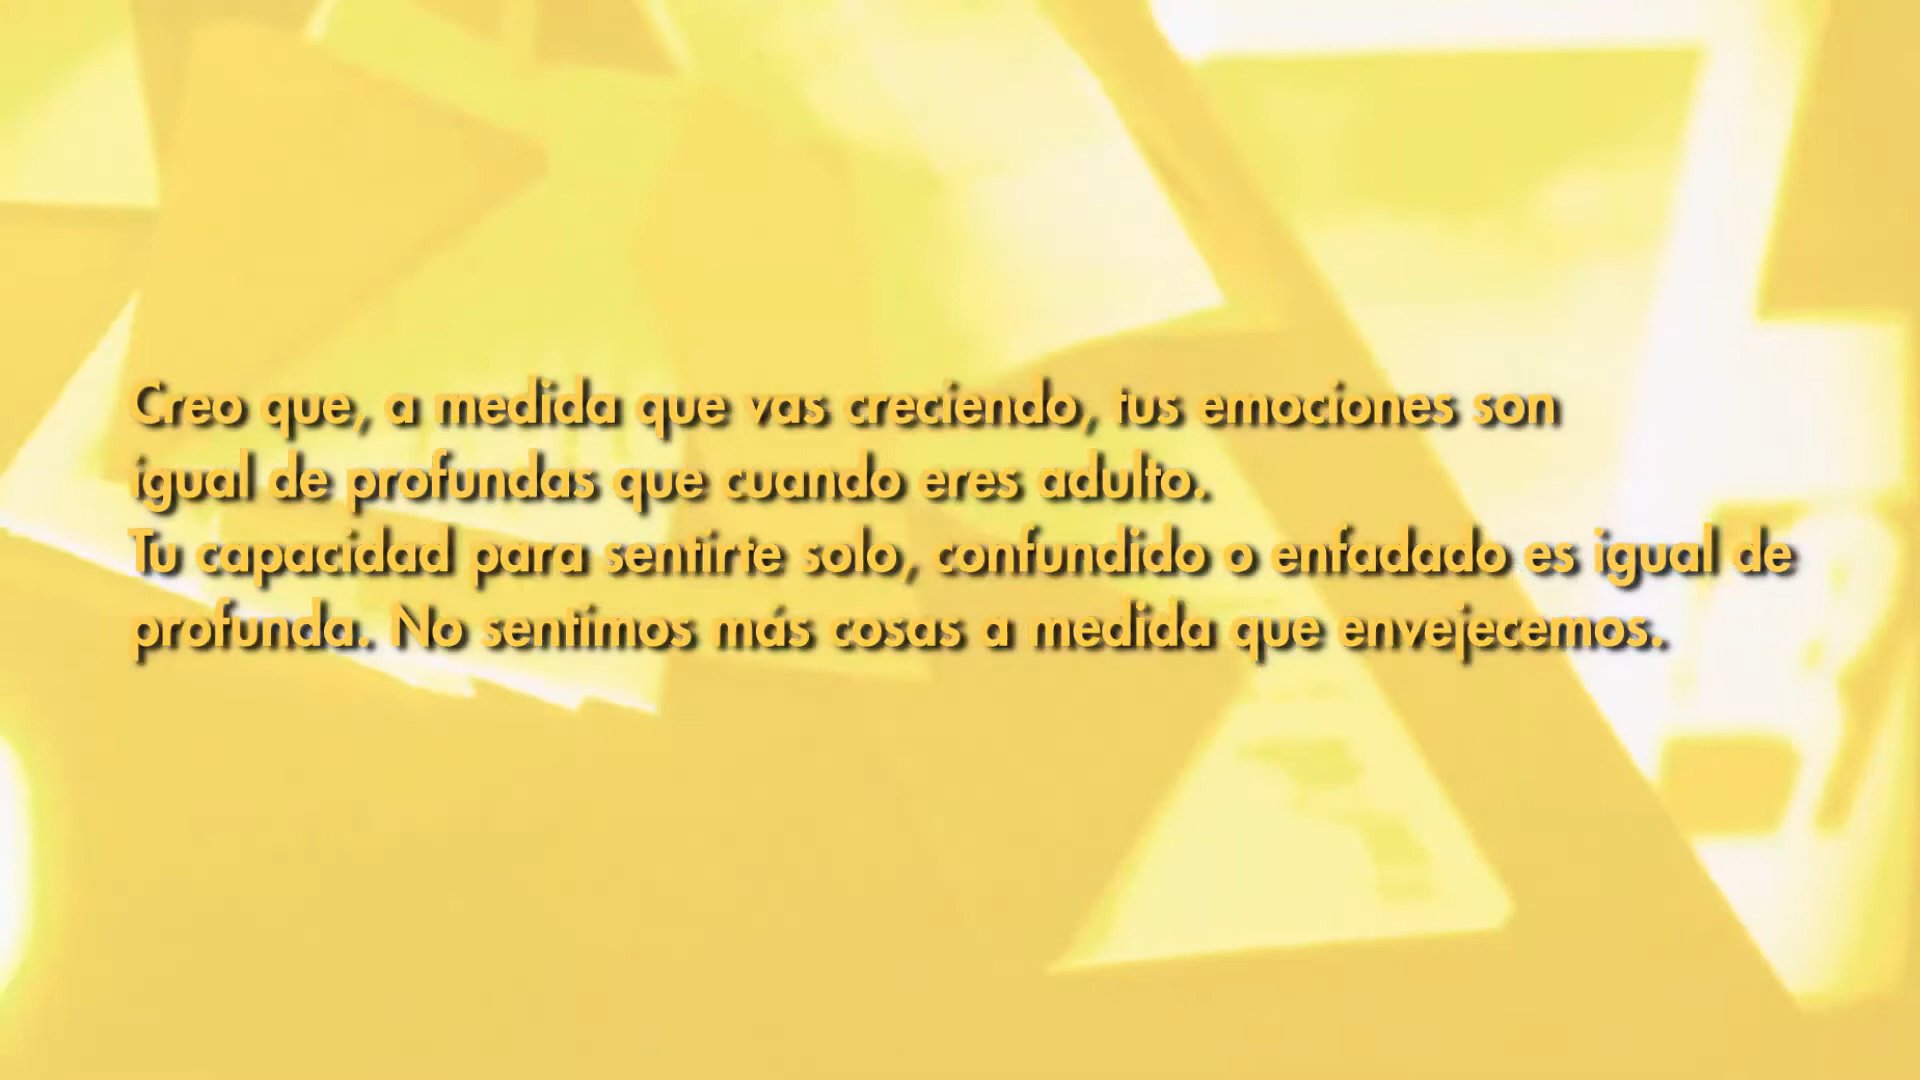 Creo que, a medida que vas creciendo, tus emociones son
igual de profundas que cuando eres adulto.
Tu capacidad para sentirte solo, confundido o enfadado es igual de
profunda. No sentimos más cosas a medida que envejecemos.